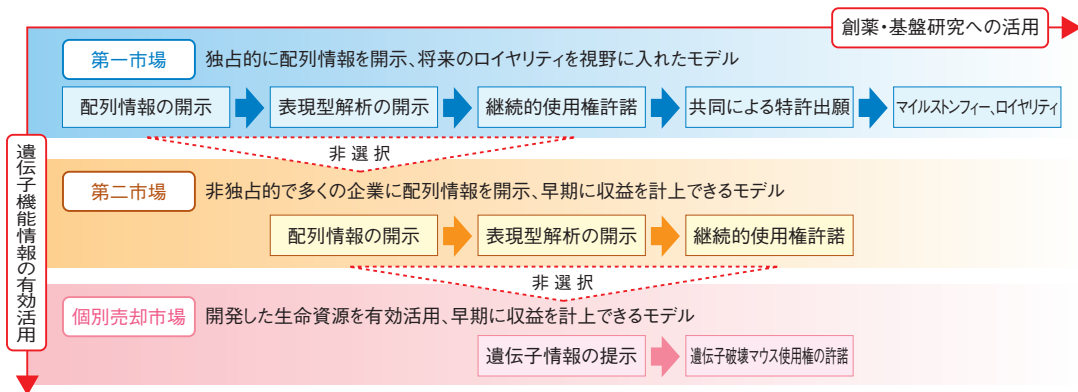 創薬・基盤研究への活用
遺伝子機能情報の有効活用
第一市場 独占的に配列情報を開示、将来のロイヤリティを視野に入れたモデル
配列情報の開示 表現型解析の開示 継続的使用権許諾 共同による特許出願 マイルストンフィー、ロイヤリティ
非選択
第二市場 非独占的で多くの企業に配列情報を開示、早期に収益を計上できるモデル
配列情報の開示 表現型解析の開示 継続的使用権許諾
非選択
個別売却市場 開発した生命資源を有効活用、早期に収益を計上できるモデル
遺伝子情報の提示 遺伝子破壊マウス使用権の許諾